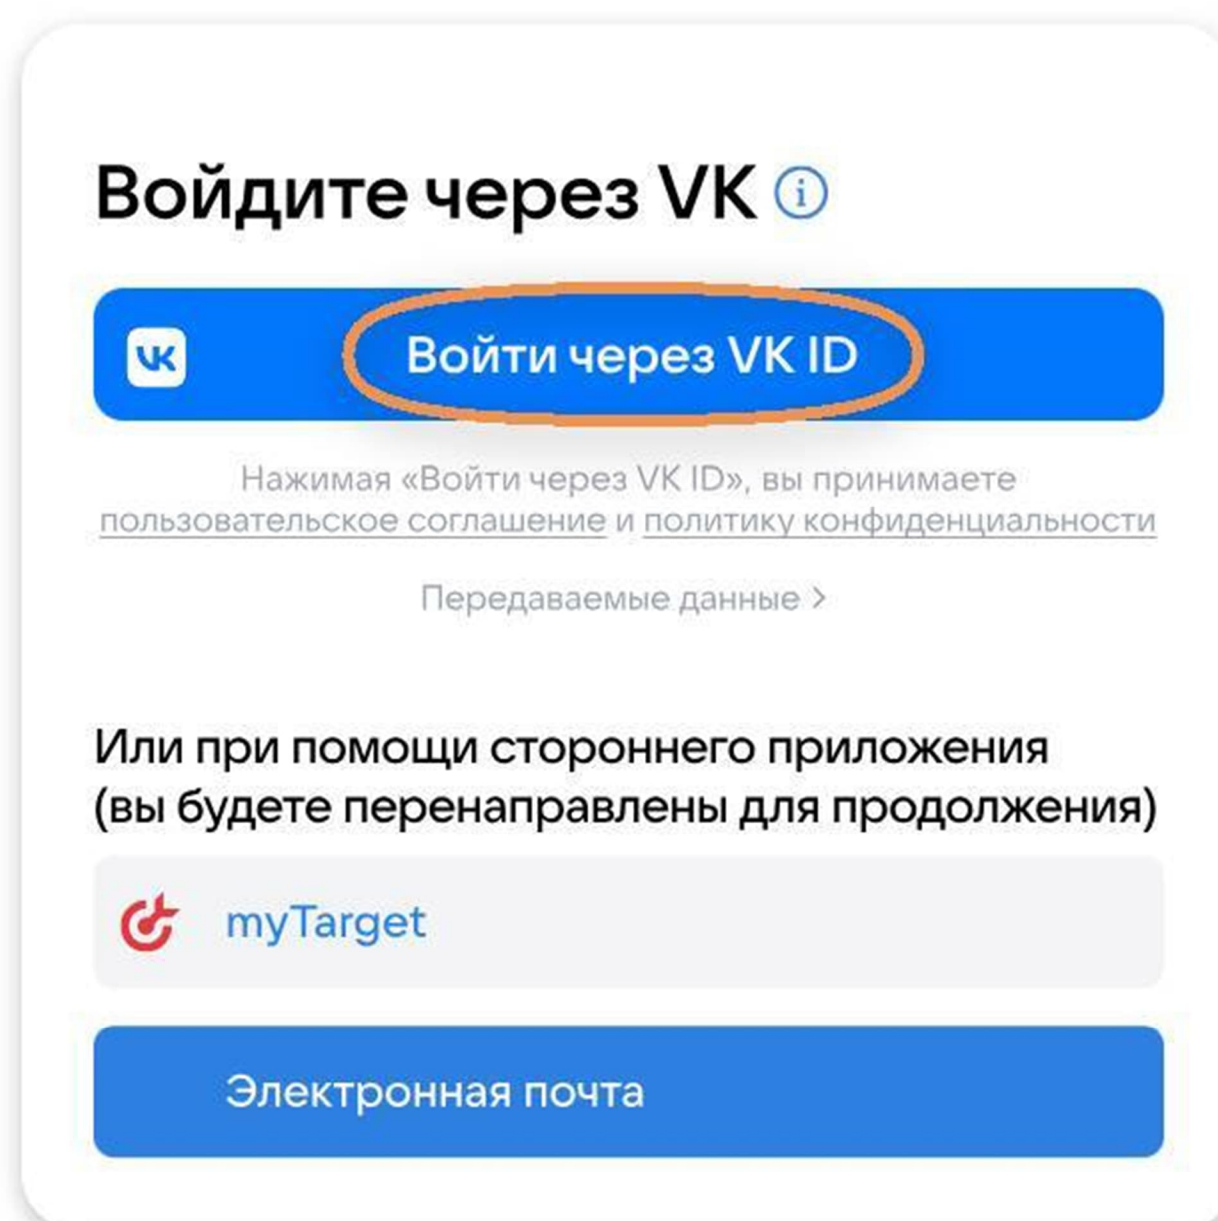 Войдите через VK
Войти через VK ID
Нажимая «Войти через VK ID», вы принимаете
пользовательское соглашение и политику конфиденциальности
Передаваемые данные >
Или при помощи стороннего приложения
(вы будете перенаправлены для продолжения)
myTarget
Электронная почта